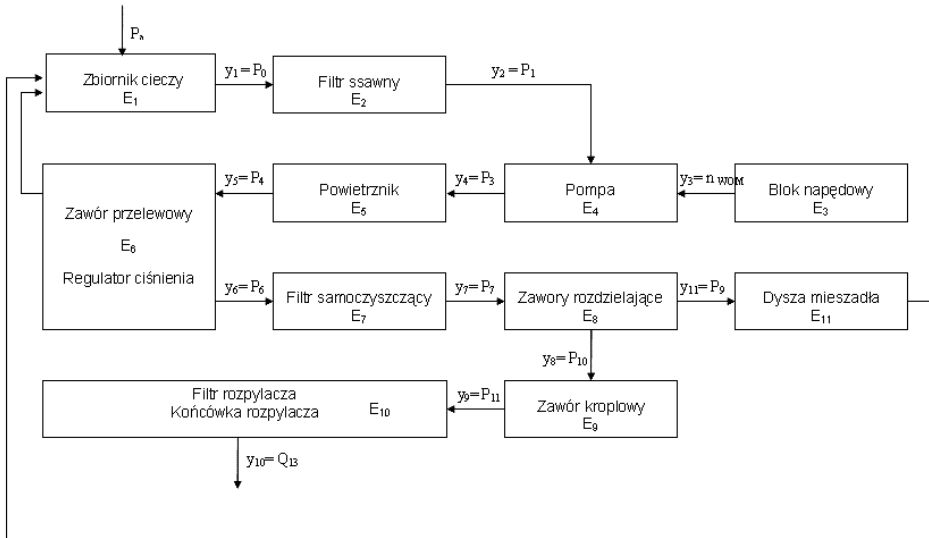 Pₐ
Zbiornik cieczy
E₁
y₁=P₀
Filtr ssawny
E₂
y₂=P₁
Zawór przelewowy
E₆
Regulator ciśnienia
y₅=P₄
Powietrznik
E₅
y₄=P₃
Pompa
E₄
y₃=n WOM
Blok napędowy
E₃
y₆=P₆
Filtr samoczyszczący
E₇
y₇=P₇
Zawory rozdzielające
E₈
y₁₁=P₉
Dysza mieszadła
E₁₁
y₈=P₁₀
Filtr rozpylacza
Końcówka rozpylacza E₁₀
y₉=P₁₁
Zawór kroplowy
E₉
y₁₀=Q₁₃